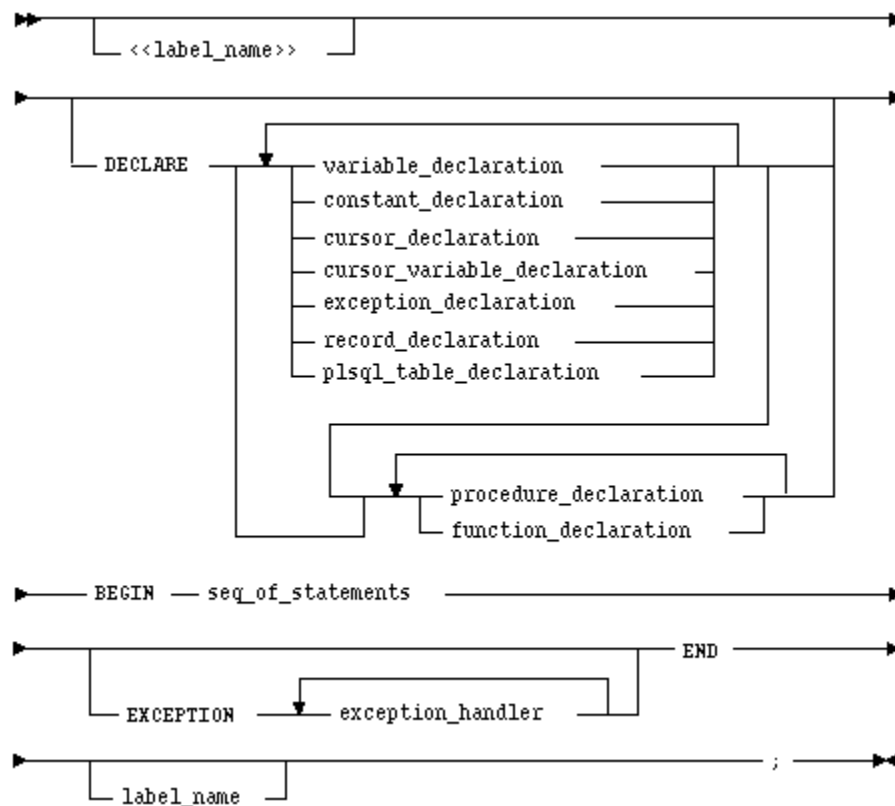 <<label_name>>
DECLARE
variable_declaration
constant_declaration
cursor_declaration
cursor_variable_declaration
exception_declaration
record_declaration
plsql_table_declaration
procedure_declaration
function_declaration
BEGIN seq_of_statements
END
EXCEPTION exception_handler
;
label_name